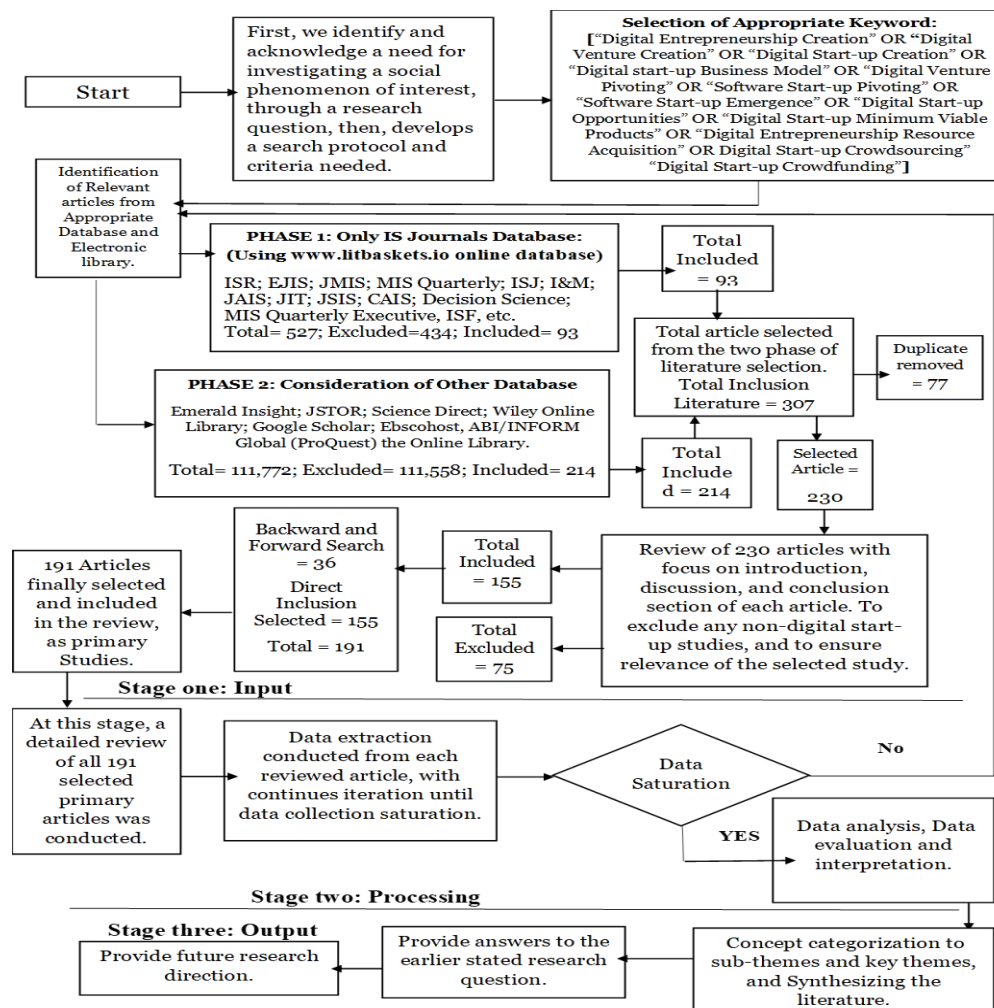 Start
First, we identify and
acknowledge a need for
investigating a social
phenomenon of interest,
through a research
question, then, develops
a search protocol and
criteria needed.
Selection of Appropriate Keyword:
[“Digital Entrepreneurship Creation” OR “Digital
Venture Creation” OR “Digital Start-up Creation” OR
“Digital start-up Business Model” OR “Digital Venture
Pivoting” OR “Software Start-up Pivoting” OR
“Software Start-up Emergence” OR “Digital Start-up
Opportunities” OR “Digital Start-up Minimum Viable
Products” OR “Digital Entrepreneurship Resource
Acquisition” OR Digital Start-up Crowdsourcing”
“Digital Start-up Crowdfunding”]
Identification
of Relevant
articles from
Appropriate
Database and
Electronic
library.
PHASE 1: Only IS Journals Database:
(Using www.litbaskets.io online database)
ISR; EJIS; JMIS; MIS Quarterly; ISJ; I&M;
JAIS; JIT; JSIS; CAIS; Decision Science;
MIS Quarterly Executive, ISF, etc.
Total= 527; Excluded=434; Included= 93
Total
Included
= 93
PHASE 2: Consideration of Other Database
Emerald Insight; JSTOR; Science Direct; Wiley Online
Library; Google Scholar; Ebscohost, ABI/INFORM
Global (ProQuest) the Online Library.
Total= 111,772; Excluded= 111,558; Included= 214
Total
Include
d = 214
Total article selected
from the two phase of
literature selection.
Total Inclusion
Literature = 307
Duplicate
removed
= 77
Selected
Article =
230
Review of 230 articles with
focus on introduction,
discussion, and conclusion
section of each article. To
exclude any non-digital start-
up studies, and to ensure
relevance of the selected study.
Total
Included
= 155
Total
Excluded
= 75
Backward and
Forward Search
= 36
Direct
Inclusion
Selected = 155
Total = 191
191 Articles
finally selected
and included
in the review,
as primary
Studies.
Stage one: Input
At this stage, a
detailed review
of all 191
selected
primary
articles was
conducted.
Data extraction
conducted from each
reviewed article, with
continues iteration until
data collection saturation.
Data
Saturation
No
YES
Data analysis, Data
evaluation and
interpretation.
Stage two: Processing
Stage three: Output
Concept categorization to
sub-themes and key themes,
and Synthesizing the
literature.
Provide answers to the
earlier stated research
question.
Provide future research
direction.